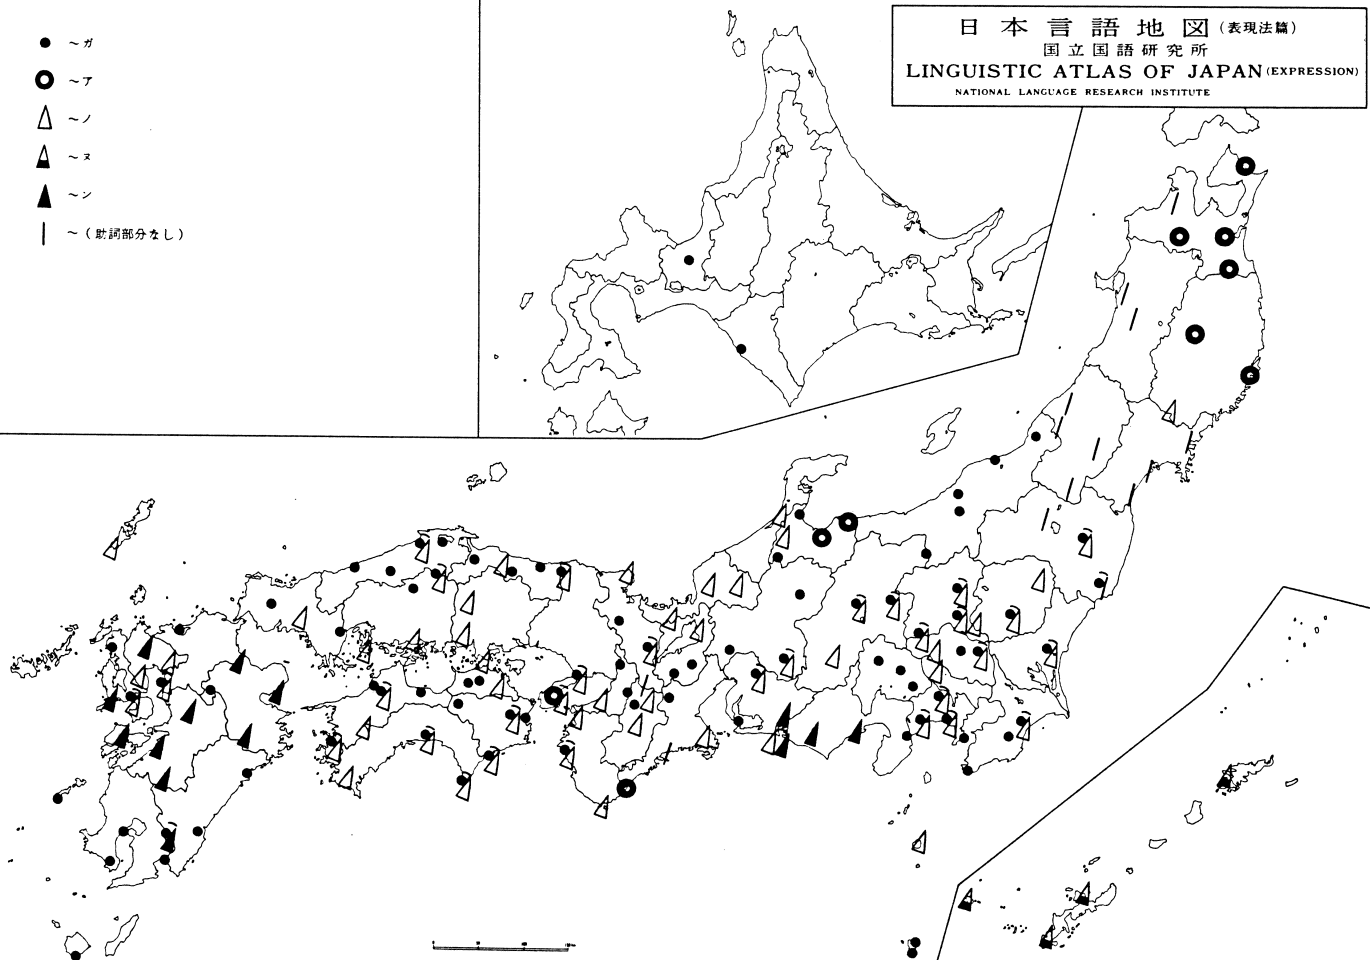 ～ガ
～ア
～ノ
～ヌ
～ン
～(助詞部分なし)
日本言語地図(表現法篇)
国立国語研究所
LINGUISTIC ATLAS OF JAPAN (EXPRESSION)
NATIONAL LANGUAGE RESEARCH INSTITUTE